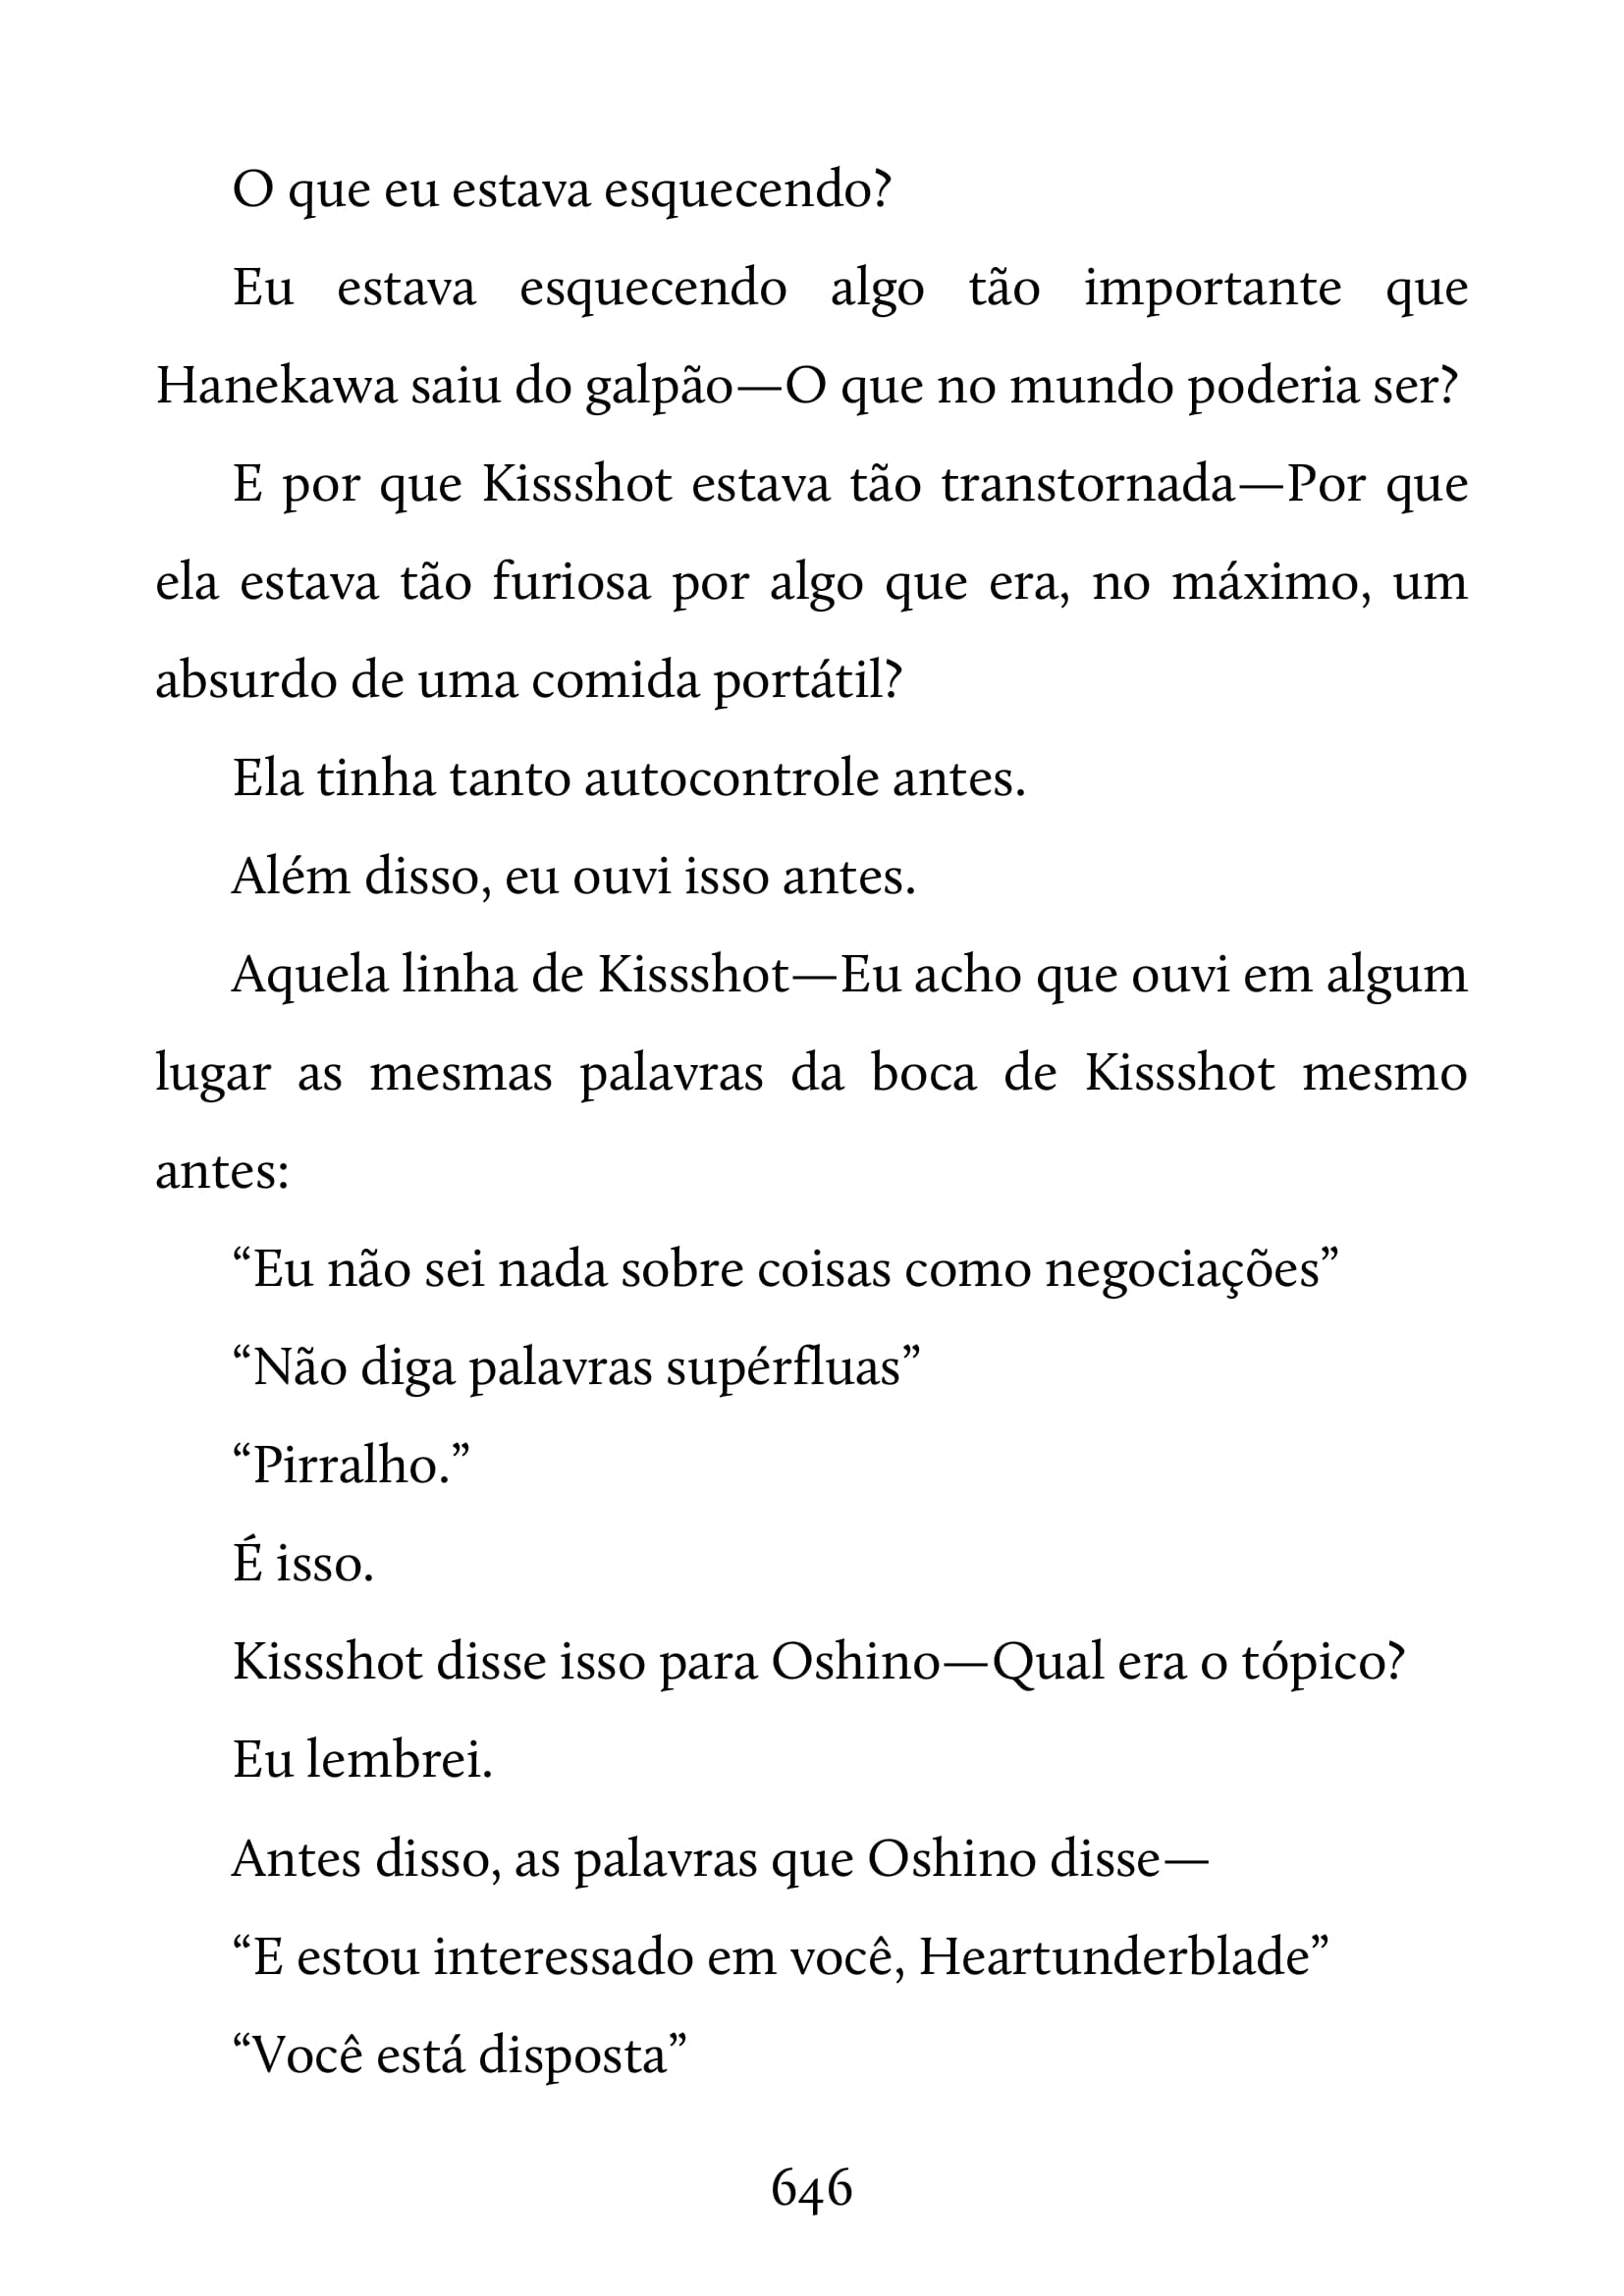 O que eu estava esquecendo?
Eu estava esquecendo algo tão importante que
Hanekawa saiu do galpão—O que no mundo poderia ser?
E por que Kissshot estava tão transtornada—Por que
ela estava tão furiosa por algo que era, no máximo, um
absurdo de uma comida portátil?
Ela tinha tanto autocontrole antes.
Além disso, eu ouvi isso antes.
Aquela linha de Kissshot—Eu acho que ouvi em algum
lugar as mesmas palavras da boca de Kissshot mesmo
antes:
“Eu não sei nada sobre coisas como negociações”
“Não diga palavras supérfluas”
“Pirralho.”
É isso.
Kissshot disse isso para Oshino—Qual era o tópico?
Eu lembrei.
Antes disso, as palavras que Oshino disse—
“E estou interessado em você, Heartunderblade”
“Você está disposta”
646